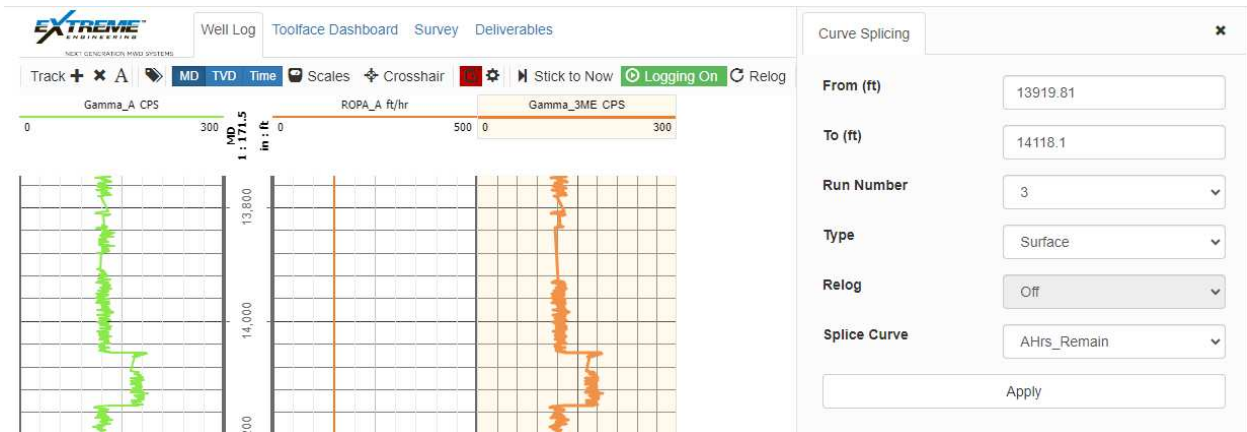 EXTREME
ENGINEERING
NEXT GENERATION MWD SYSTEMS
Well Log Toolface Dashboard Survey Deliverables
Track A MD TVD Time Scales Crosshair Stick to Now Logging On Relog
Gamma_A CPS
0 300
MD
1 : 171.5
in : ft
ROPA_A ft/hr
0 500
Gamma_3ME CPS
0 300
13,800
14,000
200
Curve Splicing
From (ft) 13919.81
To (ft) 14118.1
Run Number 3
Type Surface
Relog Off
Splice Curve AHrs_Remain
Apply